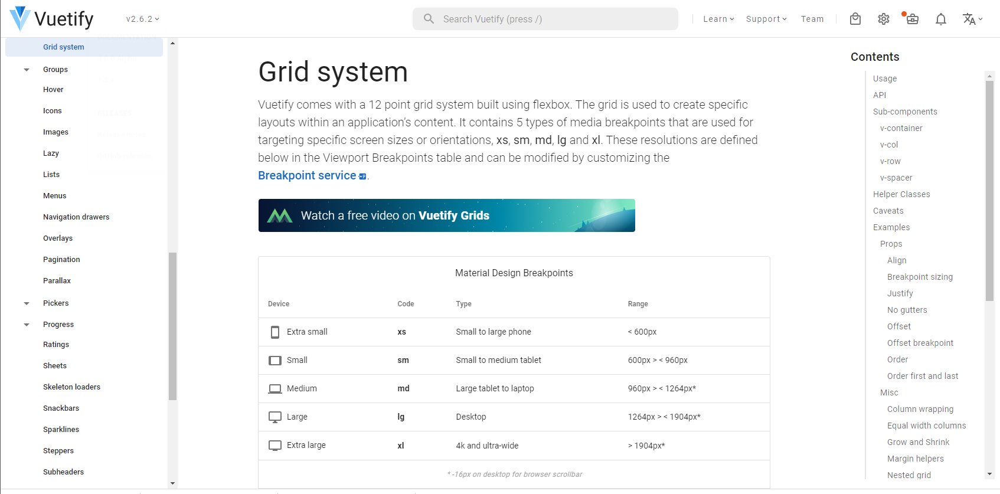 Vuetify
v2.6.2
Search Vuetify (press /)
Learn
Support
Team
Grid system
Groups
Hover
Icons
Images
Lazy
Lists
Menus
Navigation drawers
Overlays
Pagination
Parallax
Pickers
Progress
Ratings
Sheets
Skeleton loaders
Snackbars
Sparklines
Steppers
Subheaders
Grid system
Vuetify comes with a 12 point grid system built using flexbox. The grid is used to create specific
layouts within an application’s content. It contains 5 types of media breakpoints that are used for
targeting specific screen sizes or orientations, xs, sm, md, lg and xl. These resolutions are defined
below in the Viewport Breakpoints table and can be modified by customizing the
Breakpoint service.
Watch a free video on Vuetify Grids
Material Design Breakpoints
Device Code Type Range
Extra small xs Small to large phone < 600px
Small sm Small to medium tablet 600px > < 960px
Medium md Large tablet to laptop 960px > < 1264px*
Large lg Desktop 1264px > < 1904px*
Extra large xl 4k and ultra-wide > 1904px*
* -16px on desktop for browser scrollbar
Contents
Usage
API
Sub-components
v-container
v-col
v-row
v-spacer
Helper Classes
Caveats
Examples
Props
Align
Breakpoint sizing
Justify
No gutters
Offset
Offset breakpoint
Order
Order first and last
Misc
Column wrapping
Equal width columns
Grow and Shrink
Margin helpers
Nested grid